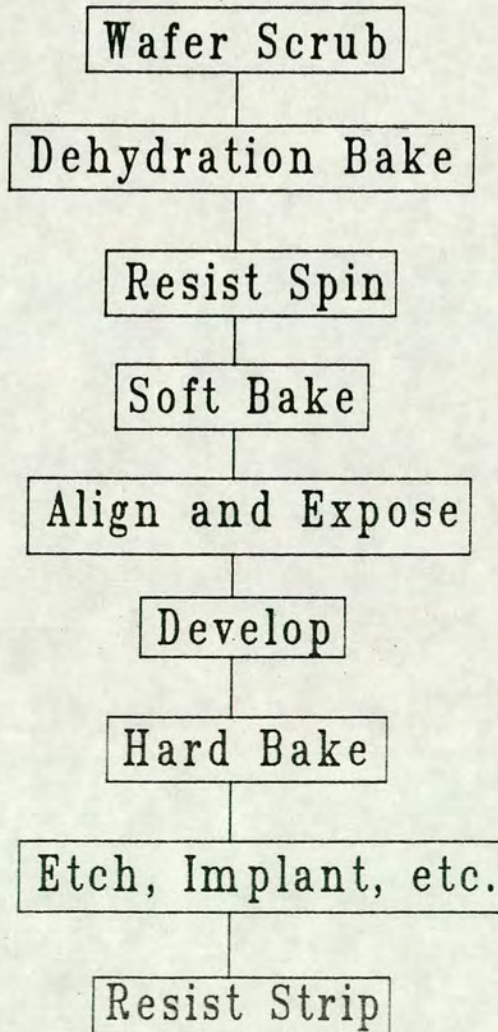 Wafer Scrub
Dehydration Bake
Resist Spin
Soft Bake
Align and Expose
Develop
Hard Bake
Etch, Implant, etc.
Resist Strip